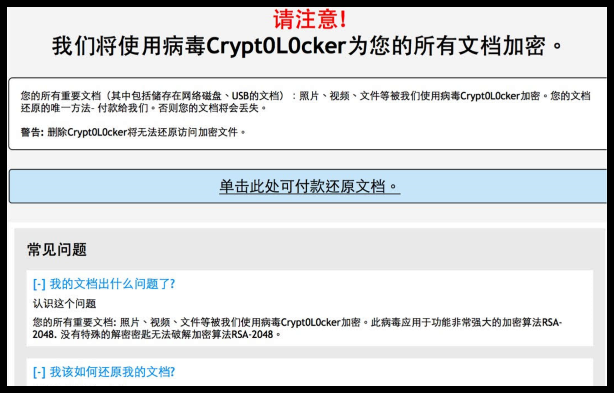 请注意!
我们将使用病毒Crypt0L0cker为您的所有文档加密。
您的所有重要文档（其中包括储存在网络磁盘、USB的文档）：照片、视频、文件等被我们使用病毒Crypt0L0cker加密。您的文档
还原的唯一方法- 付款给我们。否则您的文档将会丢失。
警告: 删除Crypt0L0cker将无法还原访问加密文件。
单击此处可付款还原文档。
常见问题
[-] 我的文档出什么问题了?
认识这个问题
您的所有重要文档: 照片、视频、文件等被我们使用病毒Crypt0L0cker加密。此病毒应用于功能非常强大的加密算法RSA-
2048. 没有特殊的解密密匙无法破解加密算法RSA-2048。
[-] 我该如何还原我的文档?